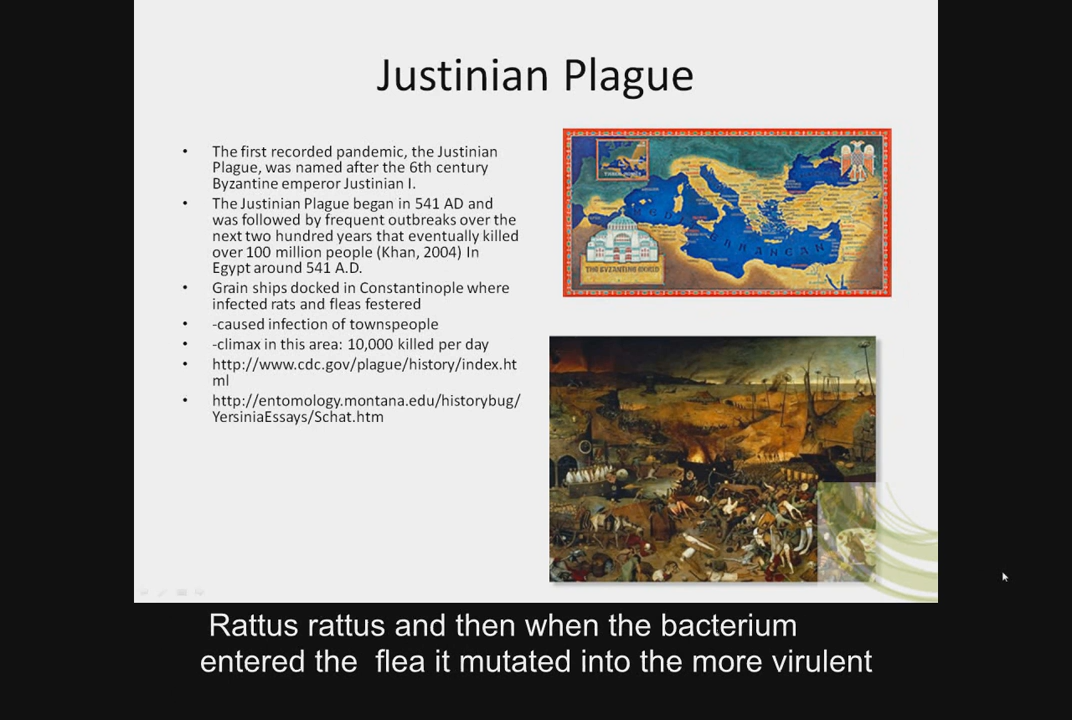 Justinian Plague
• The first recorded pandemic, the Justinian
Plague, was named after the 6th century
Byzantine emperor Justinian I.
• The Justinian Plague began in 541 AD and
was followed by frequent outbreaks over the
next two hundred years that eventually killed
over 100 million people (Khan, 2004) In
Egypt around 541 A.D.
• Grain ships docked in Constantinople where
infected rats and fleas festered
• -caused infection of townspeople
• -climax in this area: 10,000 killed per day
• http://www.cdc.gov/plague/history/index.ht
ml
• http://entomology.montana.edu/historybug/
YersiniaEssays/Schat.htm
THE BYZANTINE WORLD
Rattus rattus and then when the bacterium
entered the flea it mutated into the more virulent